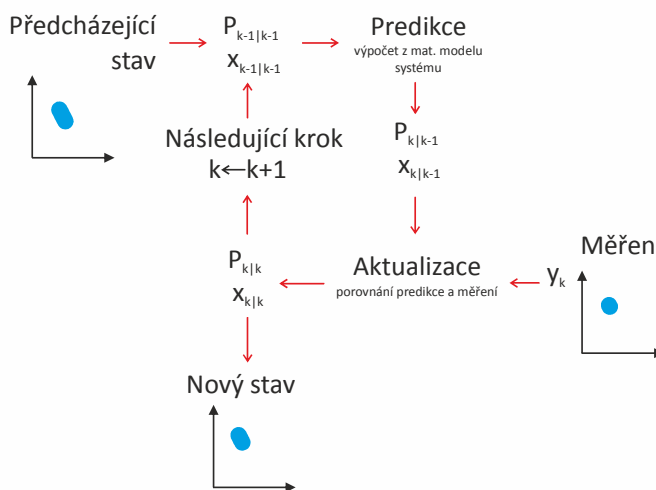 Předcházející
stav
P k-1|k-1
x k-1|k-1
Predikce
výpočet z mat. modelu
systému
Následující krok
k←k+1
P k|k-1
x k|k-1
P k|k
x k|k
Aktualizace
porovnání predikce a měření
y k
Měřen
Nový stav